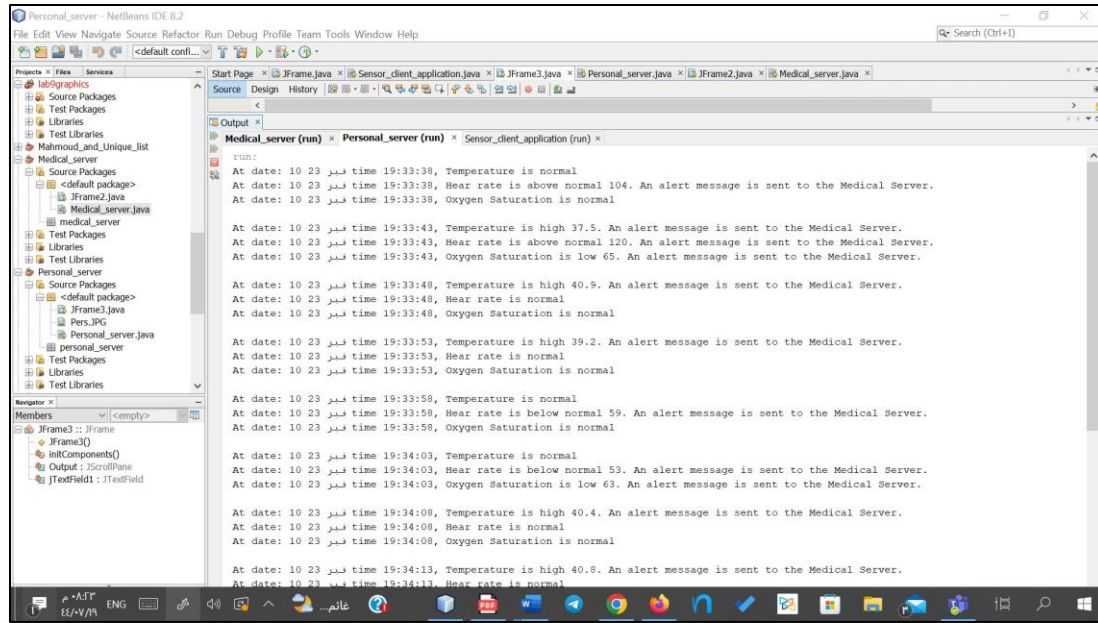 Personal_server - NetBeans IDE 8.2
File Edit View Navigate Source Refactor Run Debug Profile Team Tools Window Help
Search (Ctrl+I)
<default confi...
Projects × Files Services
Start Page × JFrame.java × Sensor_client_application.java × JFrame3.java × Personal_server.java × JFrame2.java × Medical_server.java ×
Source Design History
lab9graphics
Source Packages
Test Packages
Libraries
Test Libraries
Mahmoud_and_Unique_list
Medical_server
Source Packages
<default package>
JFrame2.java
Medical_server.java
medical_server
Test Packages
Libraries
Test Libraries
Personal_server
Source Packages
<default package>
JFrame3.java
Pers.JPG
Personal_server.java
personal_server
Test Packages
Libraries
Test Libraries
Navigator ×
Members <empty>
JFrame3 :: JFrame
JFrame3()
initComponents()
Output : JScrollPane
jTextField1 : JTextField
Output ×
Medical_server (run) × Personal_server (run) × Sensor_client_application (run) ×
run:
At date: 10 23 فبر time 19:33:38, Temperature is normal
At date: 10 23 فبر time 19:33:38, Hear rate is above normal 104. An alert message is sent to the Medical Server.
At date: 10 23 فبر time 19:33:38, Oxygen Saturation is normal
At date: 10 23 فبر time 19:33:43, Temperature is high 37.5. An alert message is sent to the Medical Server.
At date: 10 23 فبر time 19:33:43, Hear rate is above normal 120. An alert message is sent to the Medical Server.
At date: 10 23 فبر time 19:33:43, Oxygen Saturation is low 65. An alert message is sent to the Medical Server.
At date: 10 23 فبر time 19:33:48, Temperature is high 40.9. An alert message is sent to the Medical Server.
At date: 10 23 فبر time 19:33:48, Hear rate is normal
At date: 10 23 فبر time 19:33:48, Oxygen Saturation is normal
At date: 10 23 فبر time 19:33:53, Temperature is high 39.2. An alert message is sent to the Medical Server.
At date: 10 23 فبر time 19:33:53, Hear rate is normal
At date: 10 23 فبر time 19:33:53, Oxygen Saturation is normal
At date: 10 23 فبر time 19:33:58, Temperature is normal
At date: 10 23 فبر time 19:33:58, Hear rate is below normal 59. An alert message is sent to the Medical Server.
At date: 10 23 فبر time 19:33:58, Oxygen Saturation is normal
At date: 10 23 فبر time 19:34:03, Temperature is normal
At date: 10 23 فبر time 19:34:03, Hear rate is below normal 53. An alert message is sent to the Medical Server.
At date: 10 23 فبر time 19:34:03, Oxygen Saturation is low 63. An alert message is sent to the Medical Server.
At date: 10 23 فبر time 19:34:08, Temperature is high 40.4. An alert message is sent to the Medical Server.
At date: 10 23 فبر time 19:34:08, Hear rate is normal
At date: 10 23 فبر time 19:34:08, Oxygen Saturation is normal
At date: 10 23 فبر time 19:34:13, Temperature is high 40.8. An alert message is sent to the Medical Server.
At date: 10 23 فبر time 19:34:13, Hear rate is normal
٠٨:٢٣ م
ENG
غائم...
PDF
٤٤/٠٧/١٩